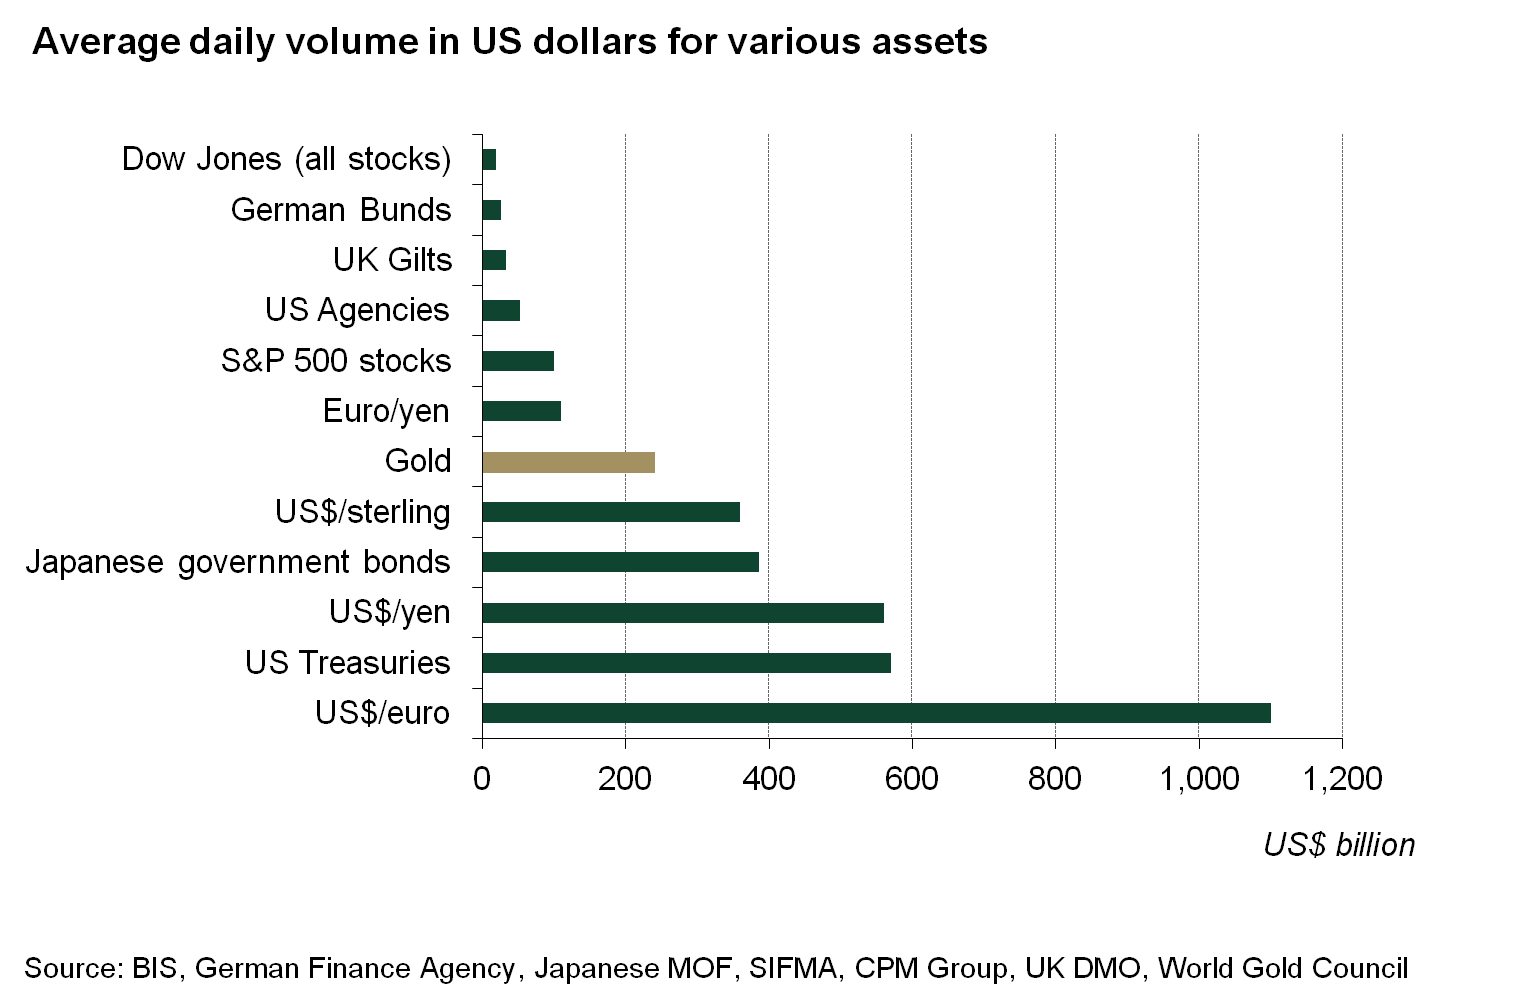 Average daily volume in US dollars for various assets
Dow Jones (all stocks)
German Bunds
UK Gilts
US Agencies
S&P 500 stocks
Euro/yen
Gold
US$/sterling
Japanese government bonds
US$/yen
US Treasuries
US$/euro
0 200 400 600 800 1,000 1,200
US$ billion
Source: BIS, German Finance Agency, Japanese MOF, SIFMA, CPM Group, UK DMO, World Gold Council